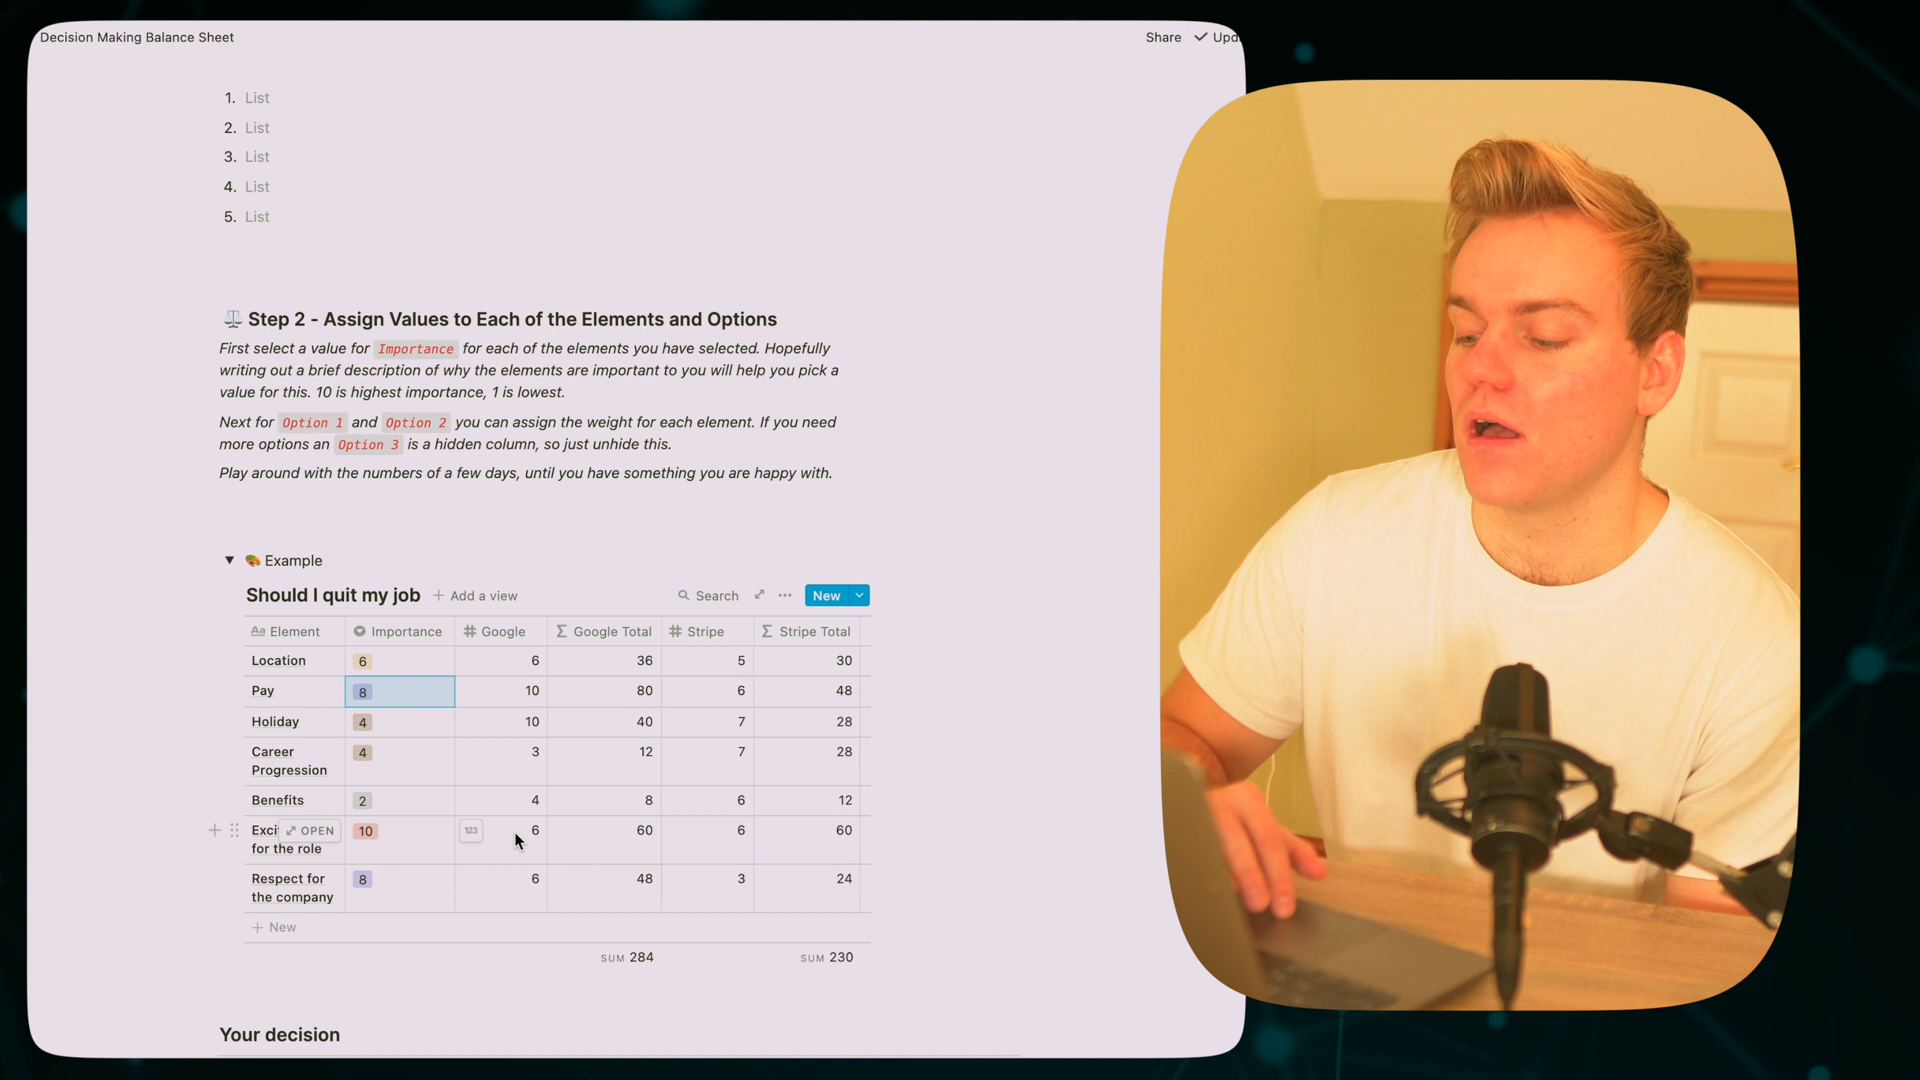 Decision Making Balance Sheet
Share Upd
1. List
2. List
3. List
4. List
5. List
Step 2 - Assign Values to Each of the Elements and Options
First select a value for Importance for each of the elements you have selected. Hopefully
writing out a brief description of why the elements are important to you will help you pick a
value for this. 10 is highest importance, 1 is lowest.
Next for Option 1 and Option 2 you can assign the weight for each element. If you need
more options an Option 3 is a hidden column, so just unhide this.
Play around with the numbers of a few days, until you have something you are happy with.
Example
Should I quit my job + Add a view Search New
Aa Element Importance # Google Σ Google Total # Stripe Σ Stripe Total
Location 6 6 36 5 30
Pay 8 10 80 6 48
Holiday 4 10 40 7 28
Career
Progression 4 3 12 7 28
Benefits 2 4 8 6 12
Exci OPEN 10 123 6 60 6 60
for the role
Respect for
the company 8 6 48 3 24
+ New
SUM 284 SUM 230
Your decision